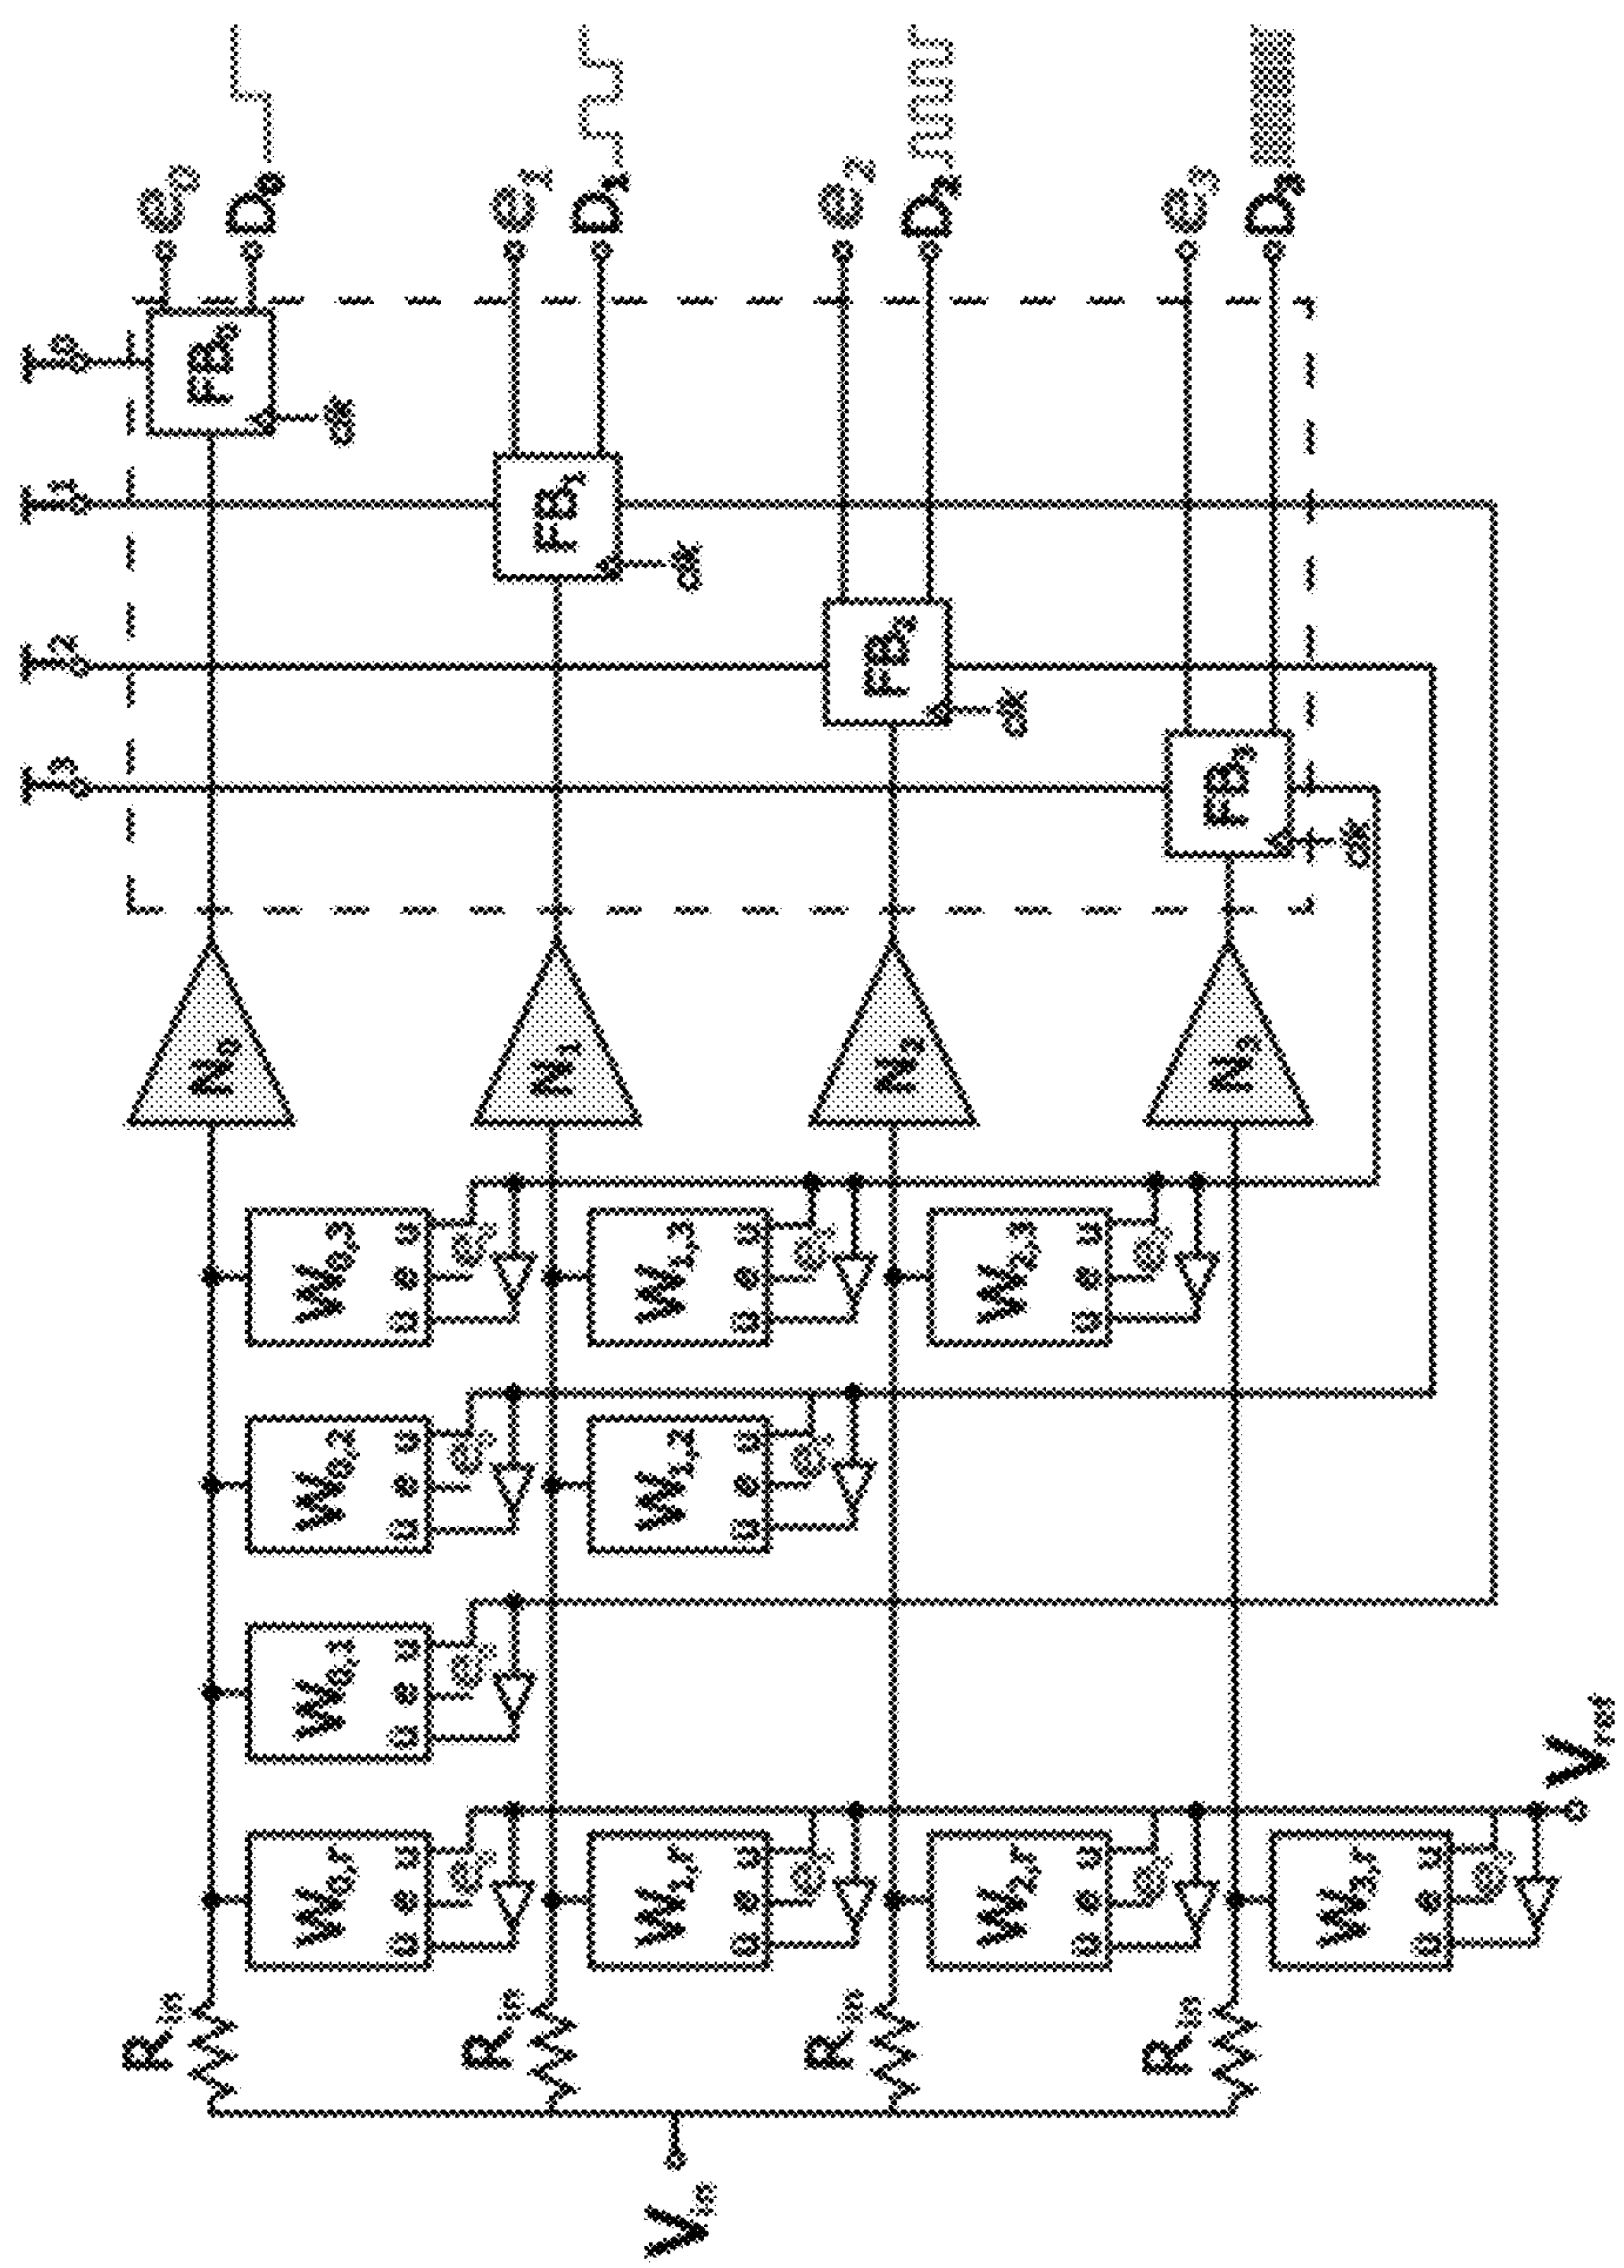 T3 T2 T1 T0
e0
Rin N0 FB0 D0
W0,r W0,1 W0,2 W0,3 clk
u e u u e u u e u u e u
e1
Rin N1 FB1 D1
W1,r W1,2 W1,3 clk
u e u u e u u e u
Vin
e2
Rin N2 FB2 D2
W2,r W2,3 clk
u e u u e u
e3
Rin N3 FB3 D3
W3,r clk
u e u
Vref